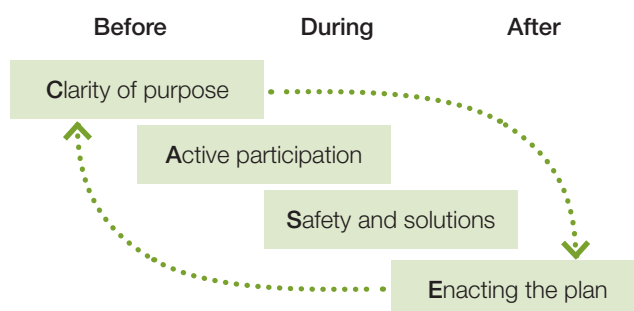 Before During After
Clarity of purpose
Active participation
Safety and solutions
Enacting the plan